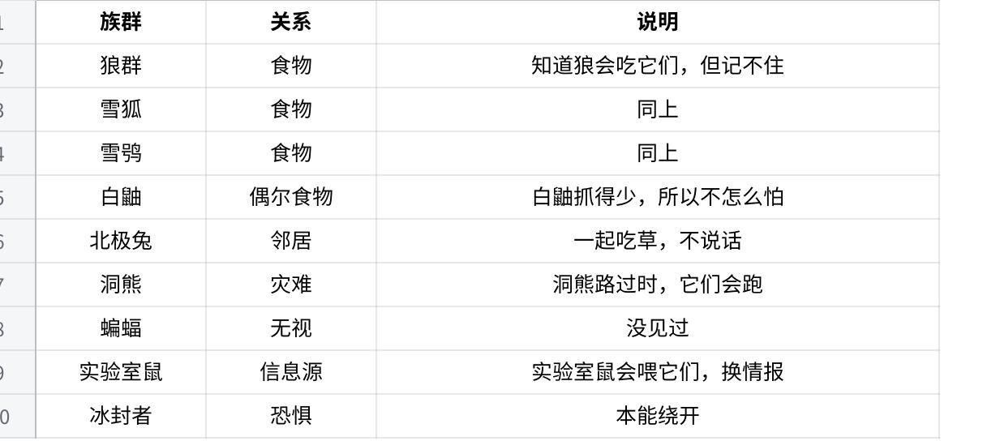 1 族群 关系 说明
2 狼群 食物 知道狼会吃它们，但记不住
3 雪狐 食物 同上
4 雪鸮 食物 同上
5 白鼬 偶尔食物 白鼬抓得少，所以不怎么怕
6 北极兔 邻居 一起吃草，不说话
7 洞熊 灾难 洞熊路过时，它们会跑
8 蝙蝠 无视 没见过
9 实验室鼠 信息源 实验室鼠会喂它们，换情报
0 冰封者 恐惧 本能绕开